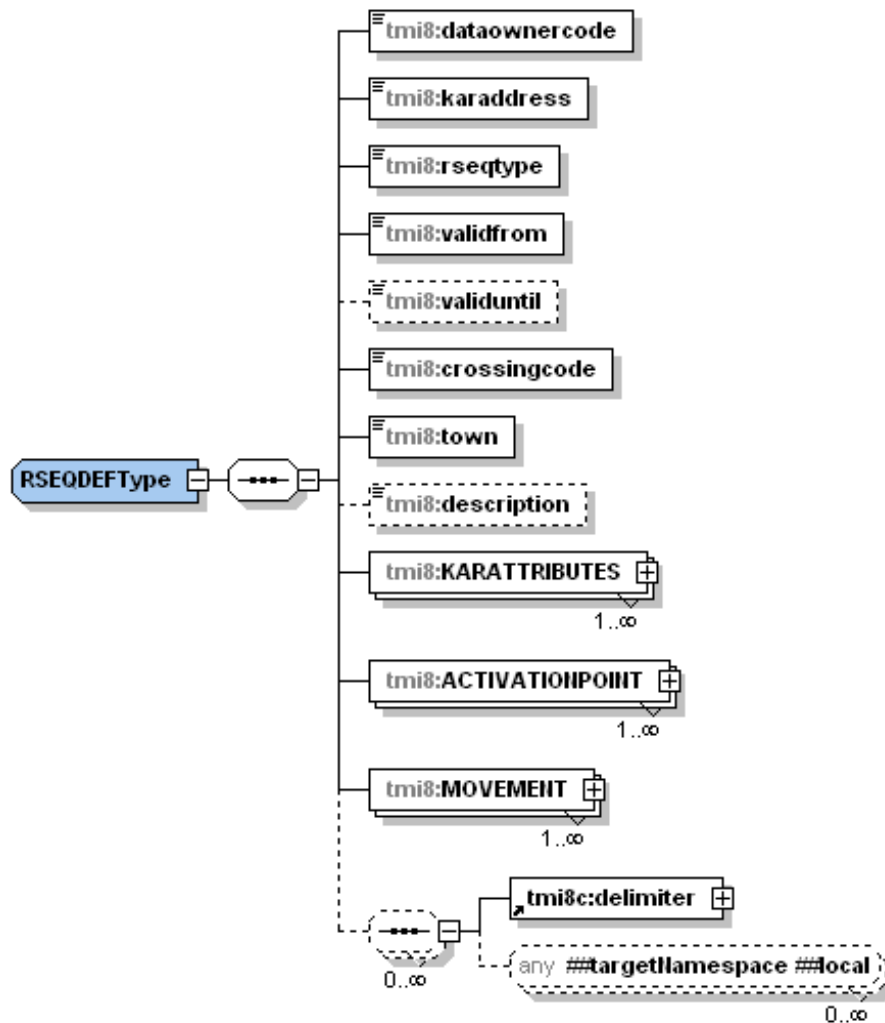 tmi8:dataownercode
tmi8:karaddress
tmi8:rseqtype
tmi8:validfrom
tmi8:validuntil
tmi8:crossingcode
RSEQDEFType
tmi8:town
tmi8:description
tmi8:KARATTRIBUTES
1..∞
tmi8:ACTIVATIONPOINT
1..∞
tmi8:MOVEMENT
1..∞
tmi8c:delimiter
0..∞
any ##targetNamespace ##local
0..∞